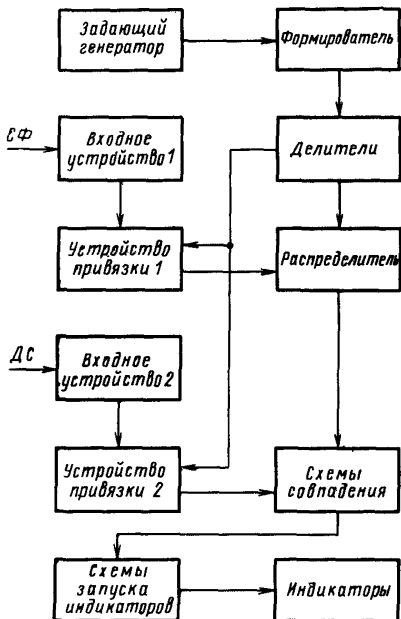 Задающий
генератор
Формирователь
СФ
Входное
устройство 1
Делители
Устройство
привязки 1
Распределитель
ДС
Входное
устройство 2
Устройство
привязки 2
Схемы
совпадения
Схемы
запуска
индикаторов
Индикаторы